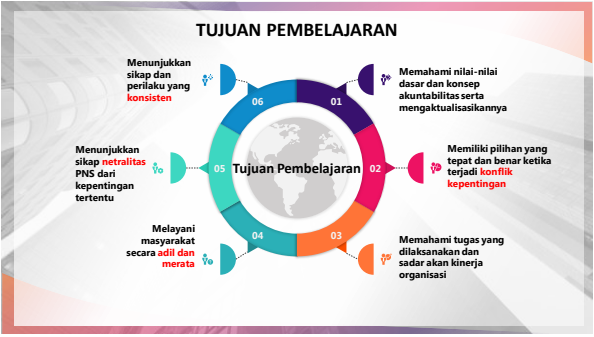 TUJUAN PEMBELAJARAN
01
Memahami nilai-nilai
dasar dan konsep
akuntabilitas serta
mengaktualisasikannya
02
Memiliki pilihan yang
tepat dan benar ketika
terjadi konflik
kepentingan
03
Memahami tugas yang
dilaksanakan dan
sadar akan kinerja
organisasi
04
Melayani
masyarakat
secara adil dan
merata
05
Menunjukkan
sikap netralitas
PNS dari
kepentingan
tertentu
06
Menunjukkan
sikap dan
perilaku yang
konsisten
Tujuan Pembelajaran